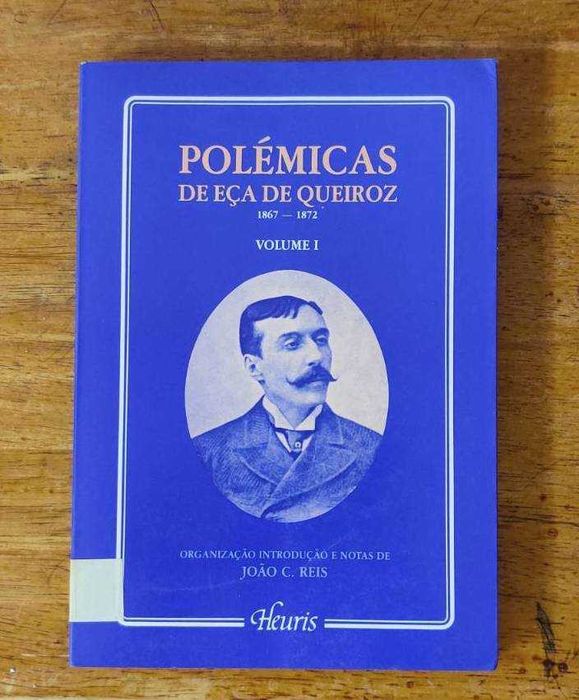 POLÉMICAS
DE EÇA DE QUEIROZ
1867 — 1872
VOLUME I
ORGANIZAÇÃO INTRODUÇÃO E NOTAS DE
JOÃO C. REIS
Heuris